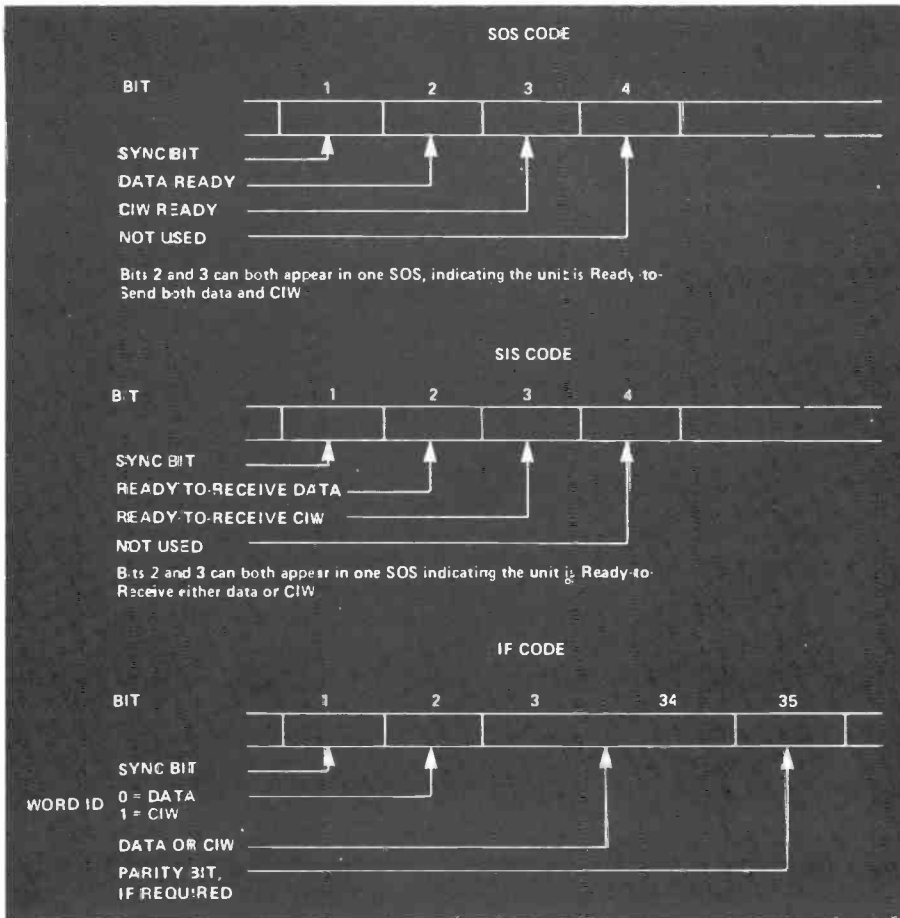 SOS CODE
BIT 1 2 3 4
SYNC BIT
DATA READY
CIW READY
NOT USED
Bits 2 and 3 can both appear in one SOS, indicating the unit is Ready-to-
Send both data and CIW
SIS CODE
BIT 1 2 3 4
SYNC BIT
READY TO-RECEIVE DATA
READY-TO-RECEIVE CIW
NOT USED
Bits 2 and 3 can both appear in one SOS indicating the unit is Ready-to-
Receive either data or CIW
IF CODE
BIT 1 2 3 34 35
SYNC BIT
WORD ID 0 = DATA
1 = CIW
DATA OR CIW
PARITY BIT,
IF REQUIRED